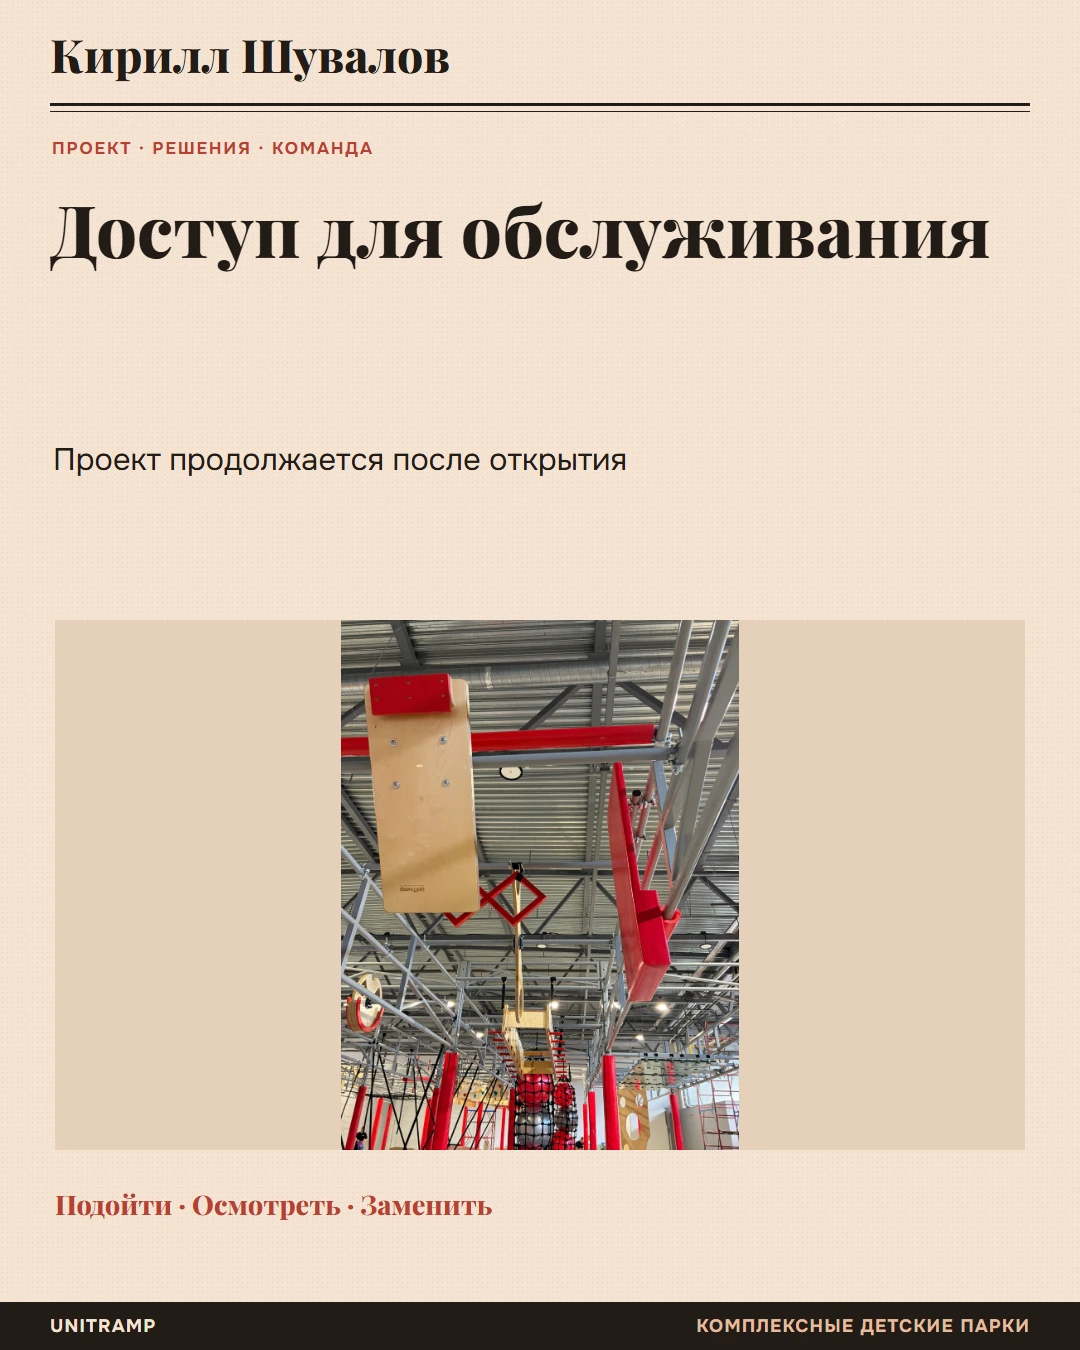 Кирилл Шувалов
ПРОЕКТ · РЕШЕНИЯ · КОМАНДА
Доступ для обслуживания
Проект продолжается после открытия
Подойти · Осмотреть · Заменить
UNITRAMP
КОМПЛЕКСНЫЕ ДЕТСКИЕ ПАРКИ